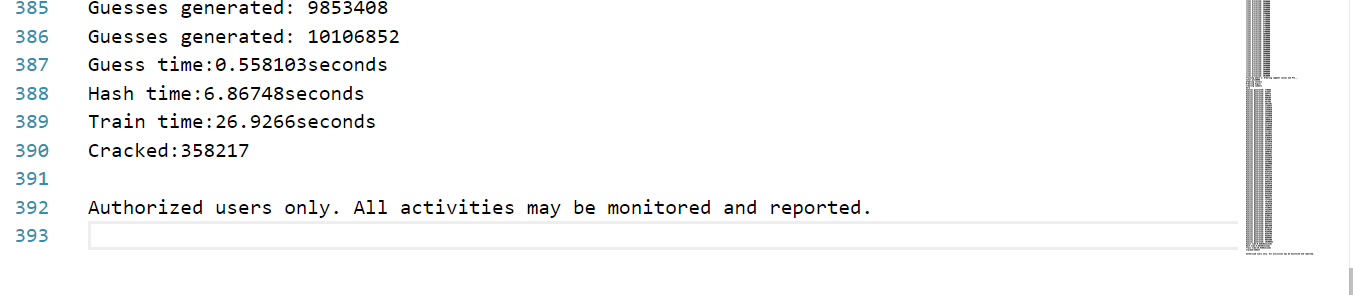 385 Guesses generated: 9853408
386 Guesses generated: 10106852
387 Guess time:0.558103seconds
388 Hash time:6.86748seconds
389 Train time:26.9266seconds
390 Cracked:358217
391
392 Authorized users only. All activities may be monitored and reported.
393